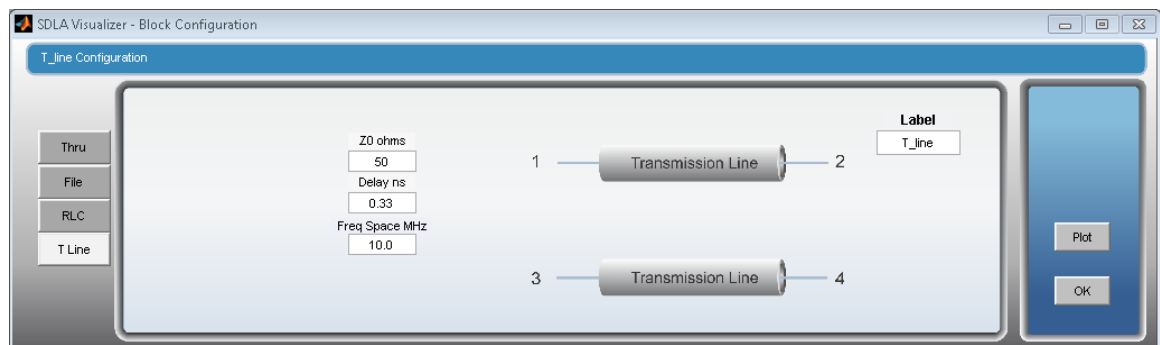 SDLA Visualizer - Block Configuration
T_line Configuration
Thru
File
RLC
T Line
Z0 ohms
50
Delay ns
0.33
Freq Space MHz
10.0
1 Transmission Line 2
3 Transmission Line 4
Label
T_line
Plot
OK